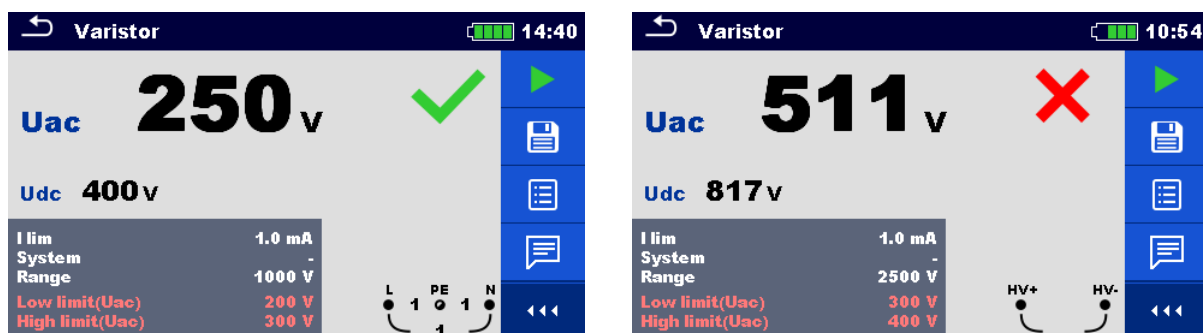 Varistor 14:40
Uac 250 V
Udc 400 V
I lim 1.0 mA
System -
Range 1000 V
Low limit(Uac) 200 V
High limit(Uac) 300 V
L PE N
1 1
1
Varistor 10:54
Uac 511 V
Udc 817 V
I lim 1.0 mA
System -
Range 2500 V
Low limit(Uac) 300 V
High limit(Uac) 400 V
HV+ HV-